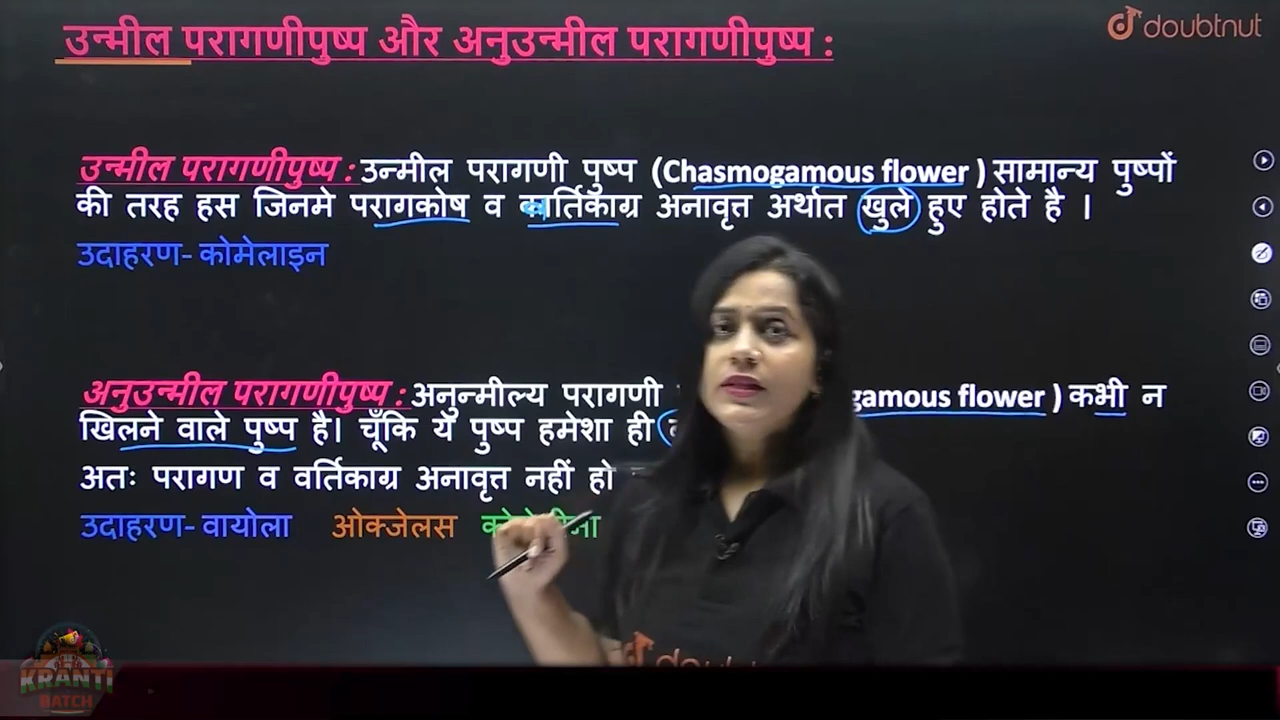 उन्मील परागणीपुष्प और अनुउन्मील परागणीपुष्प :
doubtnut
उन्मील परागणीपुष्प : उन्मील परागणी पुष्प (Chasmogamous flower ) सामान्य पुष्पों
की तरह हस जिनमे परागकोष व वर्तिकाग्र अनावृत्त अर्थात खुले हुए होते है ।
उदाहरण- कोमेलाइन
अनुउन्मील परागणीपुष्प : अनुन्मील्य परागणी gamous flower ) कभी न
खिलने वाले पुष्प है। चूँकि ये पुष्प हमेशा ही
अतः परागण व वर्तिकाग्र अनावृत्त नहीं हो
उदाहरण- वायोला ओक्जेलस
doubtnut
KRANTI
BATCH